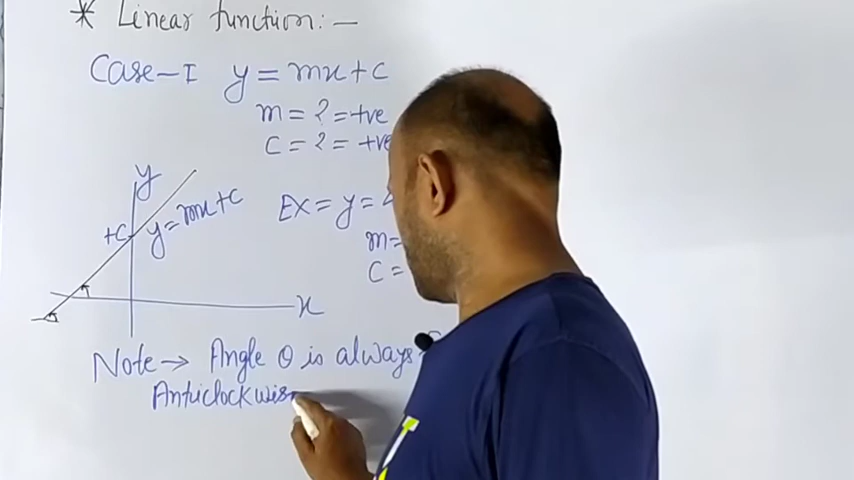 * Linear function:-
Case-I y = mx+c
m = ? = +ve
c = ? = +ve
y
+c y=mx+c
x
Ex = y =
m =
c =
Note → Angle θ is always
Anticlockwis